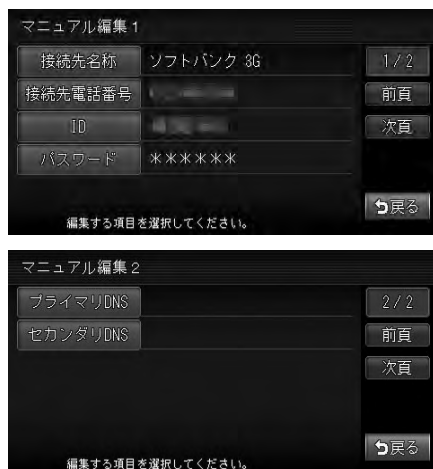 マニュアル編集1
接続先名称 ソフトバンク 3G 1/2
接続先電話番号 前頁
ID 次頁
パスワード ******
戻る
編集する項目を選択してください。
マニュアル編集2
プライマリDNS 2/2
セカンダリDNS 前頁
次頁
戻る
編集する項目を選択してください。